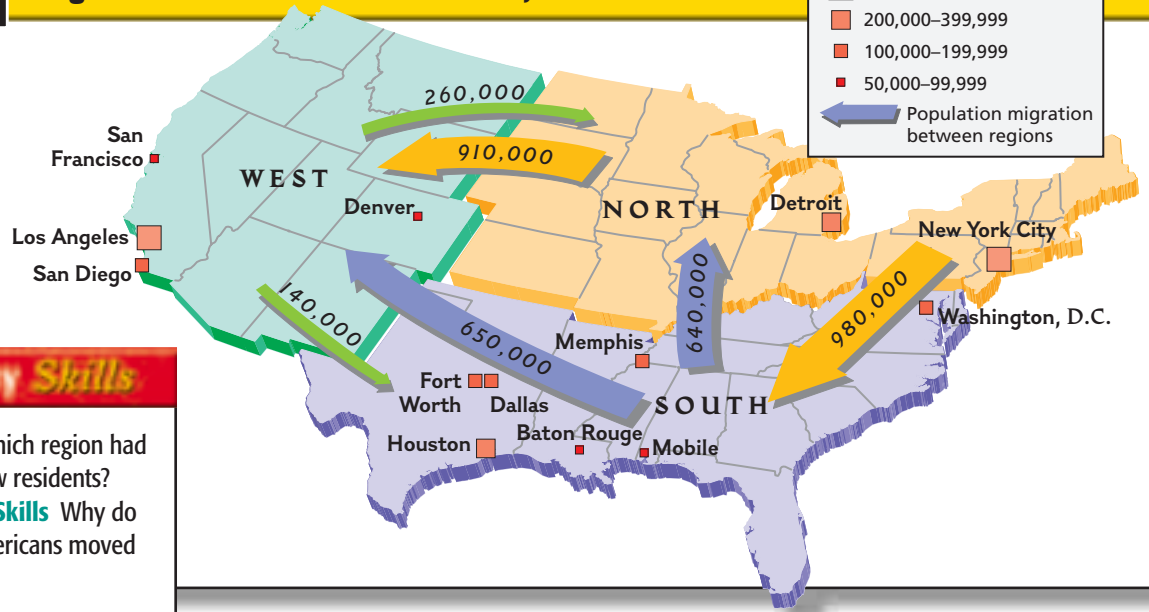 200,000–399,999
100,000–199,999
50,000–99,999
Population migration
between regions
260,000
910,000
San
Francisco
WEST
Denver
NORTH
Detroit
New York City
Los Angeles
San Diego
140,000
650,000
640,000
980,000
Washington, D.C.
Memphis
Fort
Worth
Dallas
SOUTH
Houston
Baton Rouge
Mobile
Skills
region had
residents?
Skills Why do
moved